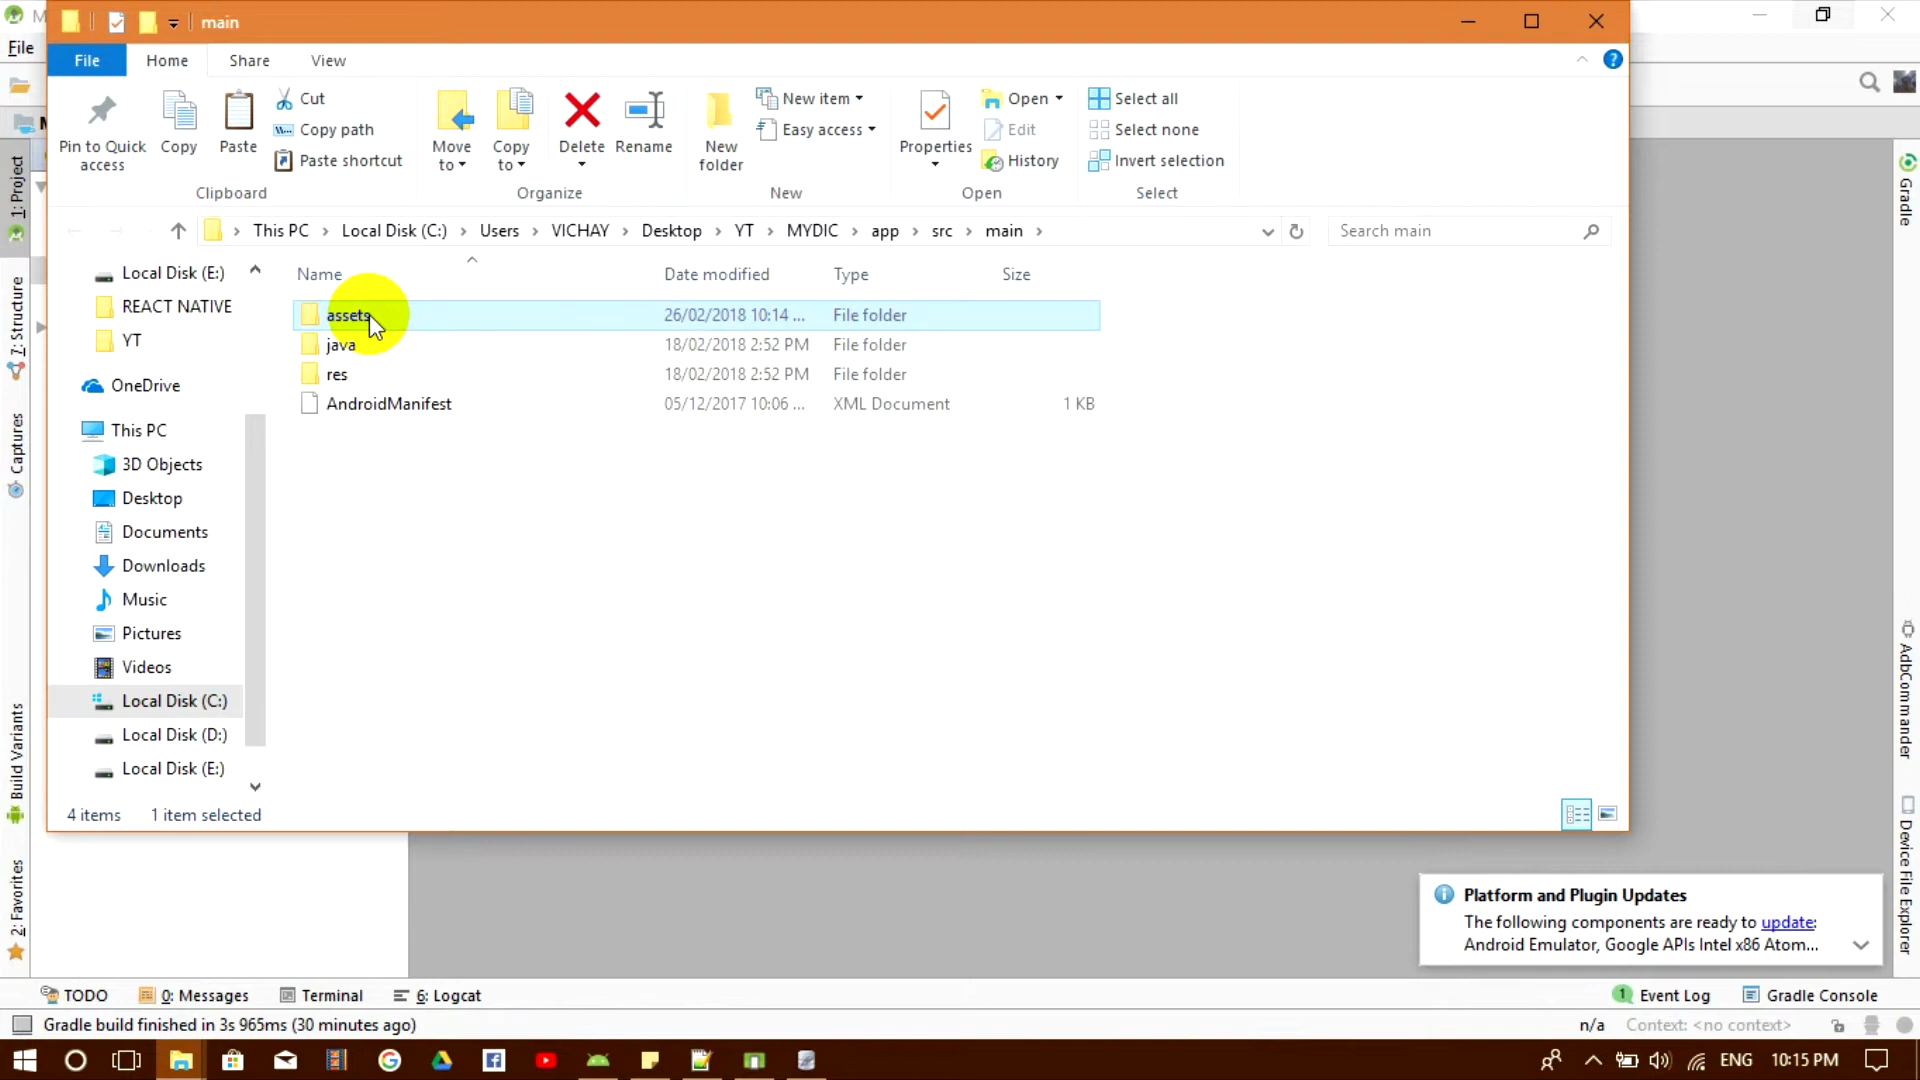 M
main
File
File
Home
Share
View
Pin to Quick access
Copy
Paste
Cut
Copy path
Paste shortcut
Clipboard
Move to
Copy to
Delete
Rename
Organize
New folder
New item
Easy access
New
Properties
Open
Edit
History
Open
Select all
Select none
Invert selection
Select
This PC > Local Disk (C:) > Users > VICHAY > Desktop > YT > MYDIC > app > src > main >
Search main
Name
Date modified
Type
Size
assets
26/02/2018 10:14 ...
File folder
java
18/02/2018 2:52 PM
File folder
res
18/02/2018 2:52 PM
File folder
AndroidManifest
05/12/2017 10:06 ...
XML Document
1 KB
Local Disk (E:)
REACT NATIVE
YT
OneDrive
This PC
3D Objects
Desktop
Documents
Downloads
Music
Pictures
Videos
Local Disk (C:)
Local Disk (D:)
Local Disk (E:)
4 items
1 item selected
1: Project
7: Structure
Captures
Build Variants
2: Favorites
Gradle
AdbCommander
Device File Explorer
Platform and Plugin Updates
The following components are ready to update:
Android Emulator, Google APIs Intel x86 Atom...
TODO
0: Messages
Terminal
6: Logcat
1 Event Log
Gradle Console
Gradle build finished in 3s 965ms (30 minutes ago)
n/a
Context: <no context>
ENG
10:15 PM